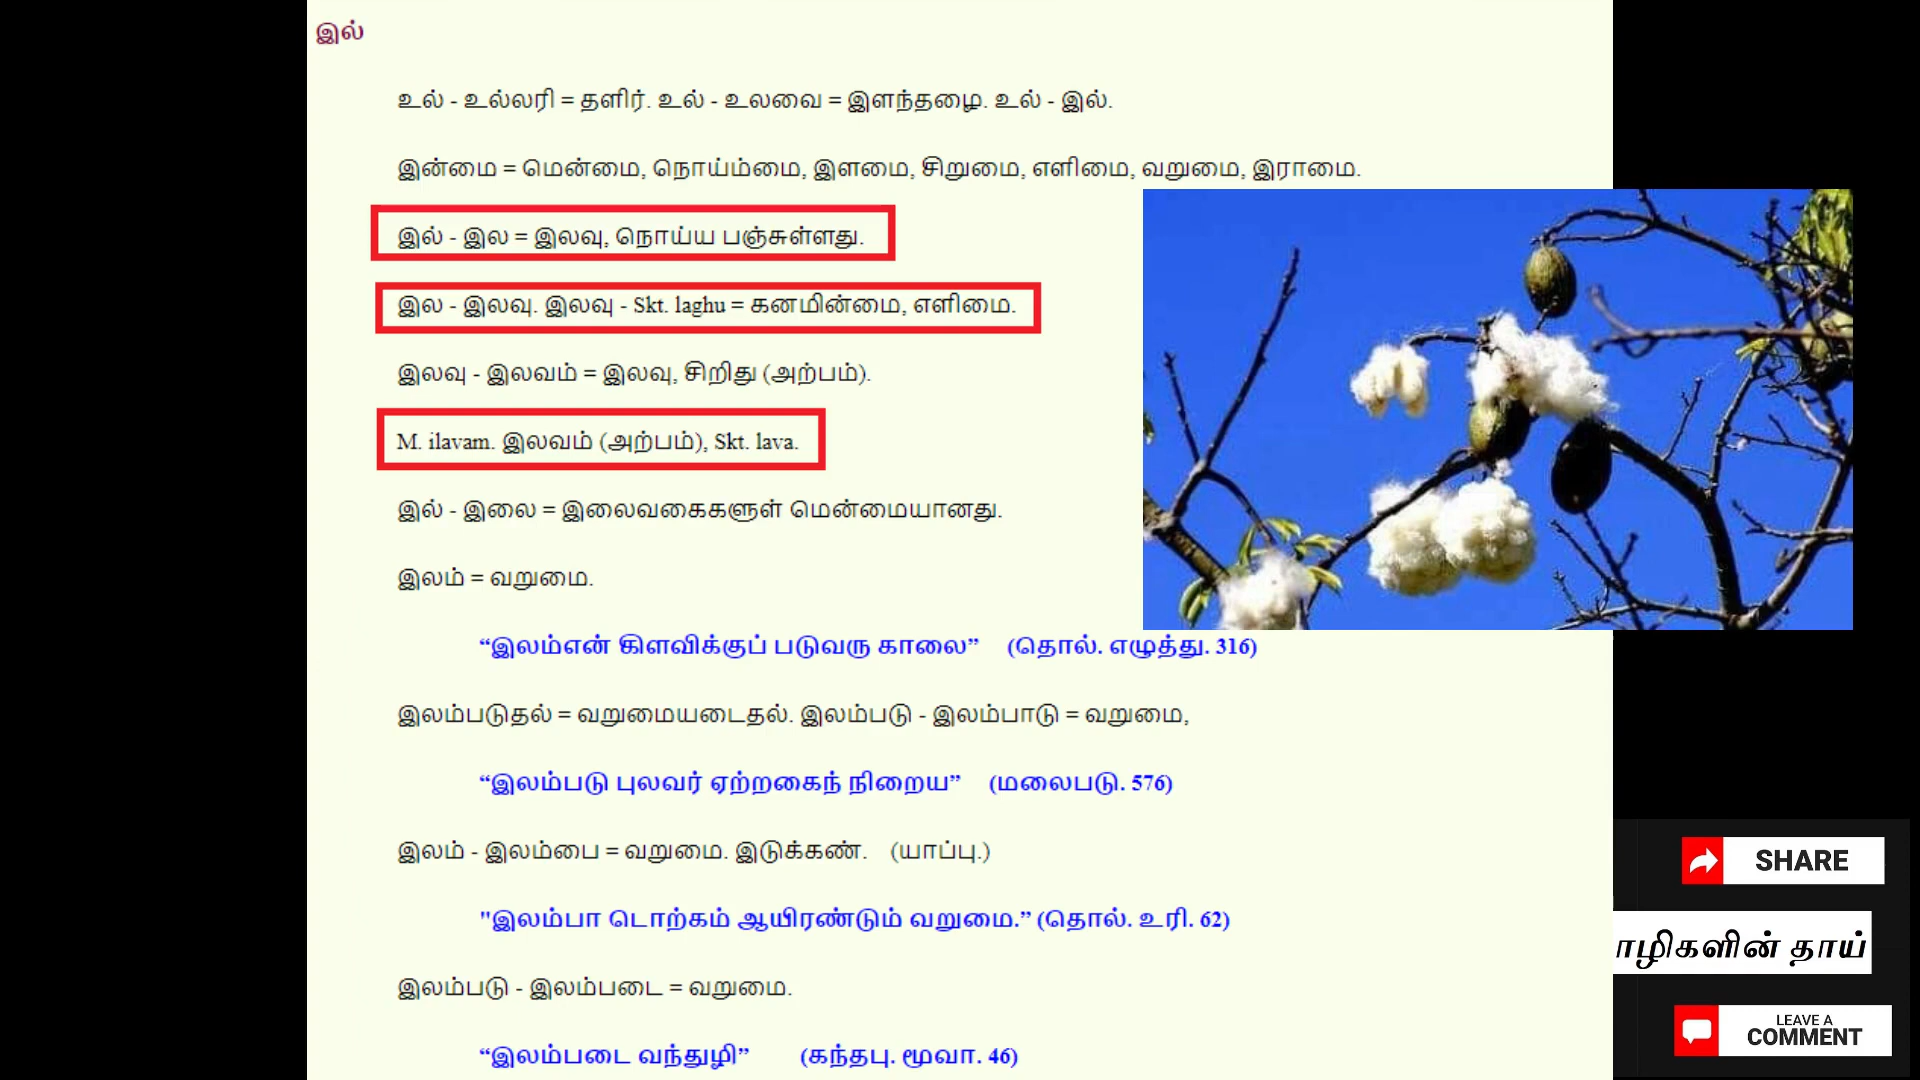 இல்
உல் - உல்லரி = தளிர். உல் - உலவை = இளந்தழை. உல் - இல்.
இன்மை = மென்மை, நொய்ம்மை, இளமை, சிறுமை, எளிமை, வறுமை, இராமை.
இல் - இல = இலவு, நொய்ய பஞ்சுள்ளது.
இல - இலவு. இலவு - Skt. laghu = கனமின்மை, எளிமை.
இலவு - இலவம் = இலவு, சிறிது (அற்பம்).
M. ilavam. இலவம் (அற்பம்), Skt. lava.
இல் - இலை = இலைவகைகளுள் மென்மையானது.
இலம் = வறுமை.
“இலம்என் கிளவிக்குப் படுவரு காலை” (தொல். எழுத்து. 316)
இலம்படுதல் = வறுமையடைதல். இலம்படு - இலம்பாடு = வறுமை,
“இலம்படு புலவர் ஏற்றகைந் நிறைய” (மலைபடு. 576)
இலம் - இலம்பை = வறுமை. இடுக்கண். (யாப்பு.)
"இலம்பா டொற்கம் ஆயிரண்டும் வறுமை.” (தொல். உரி. 62)
இலம்படு - இலம்படை = வறுமை.
“இலம்படை வந்துழி” (கந்தபு. மூவா. 46)
SHARE
ாழிகளின் தாய்
LEAVE A
COMMENT